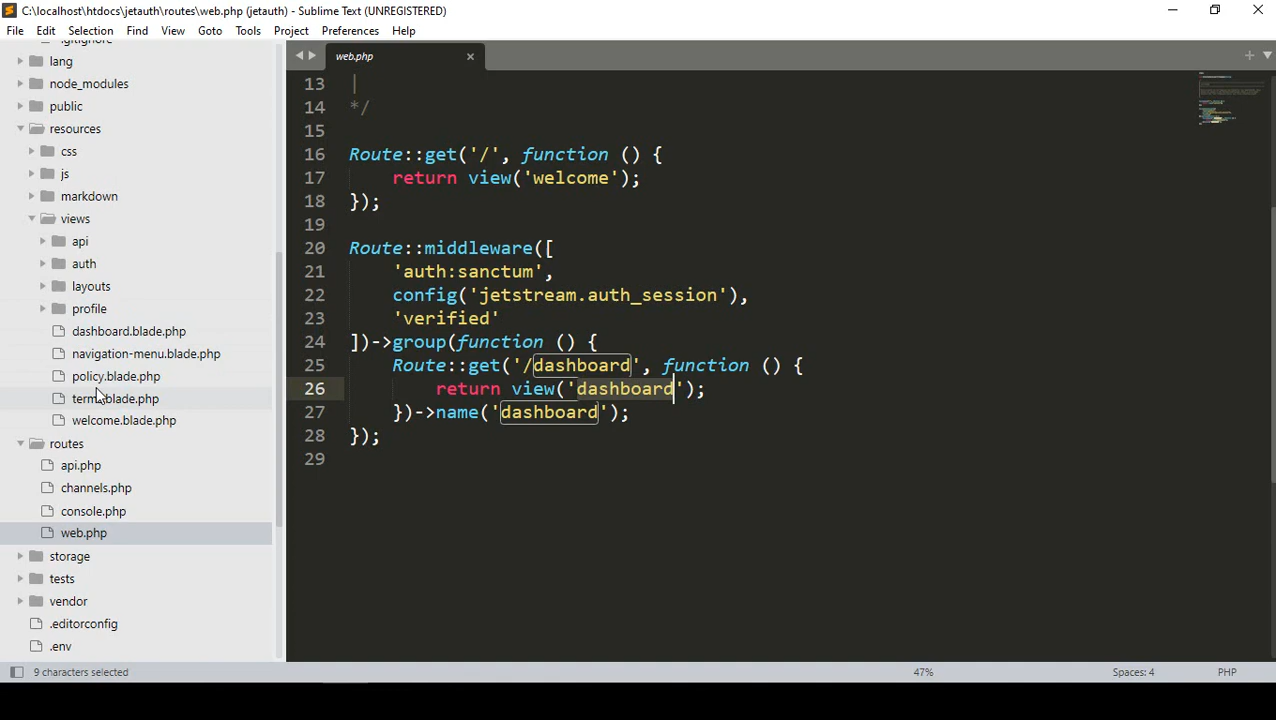 C:\localhost\htdocs\jetauth\routes\web.php (jetauth) - Sublime Text (UNREGISTERED)
File Edit Selection Find View Goto Tools Project Preferences Help
.gitignore
lang
node_modules
public
resources
css
js
markdown
views
api
auth
layouts
profile
dashboard.blade.php
navigation-menu.blade.php
policy.blade.php
terms.blade.php
welcome.blade.php
routes
api.php
channels.php
console.php
web.php
storage
tests
vendor
.editorconfig
.env
web.php
13 |
14 */
15
16 Route::get('/', function () {
17     return view('welcome');
18 });
19
20 Route::middleware([
21     'auth:sanctum',
22     config('jetstream.auth_session'),
23     'verified'
24 ])->group(function () {
25     Route::get('/dashboard', function () {
26         return view('dashboard');
27     })->name('dashboard');
28 });
29
9 characters selected
47%
Spaces: 4
PHP